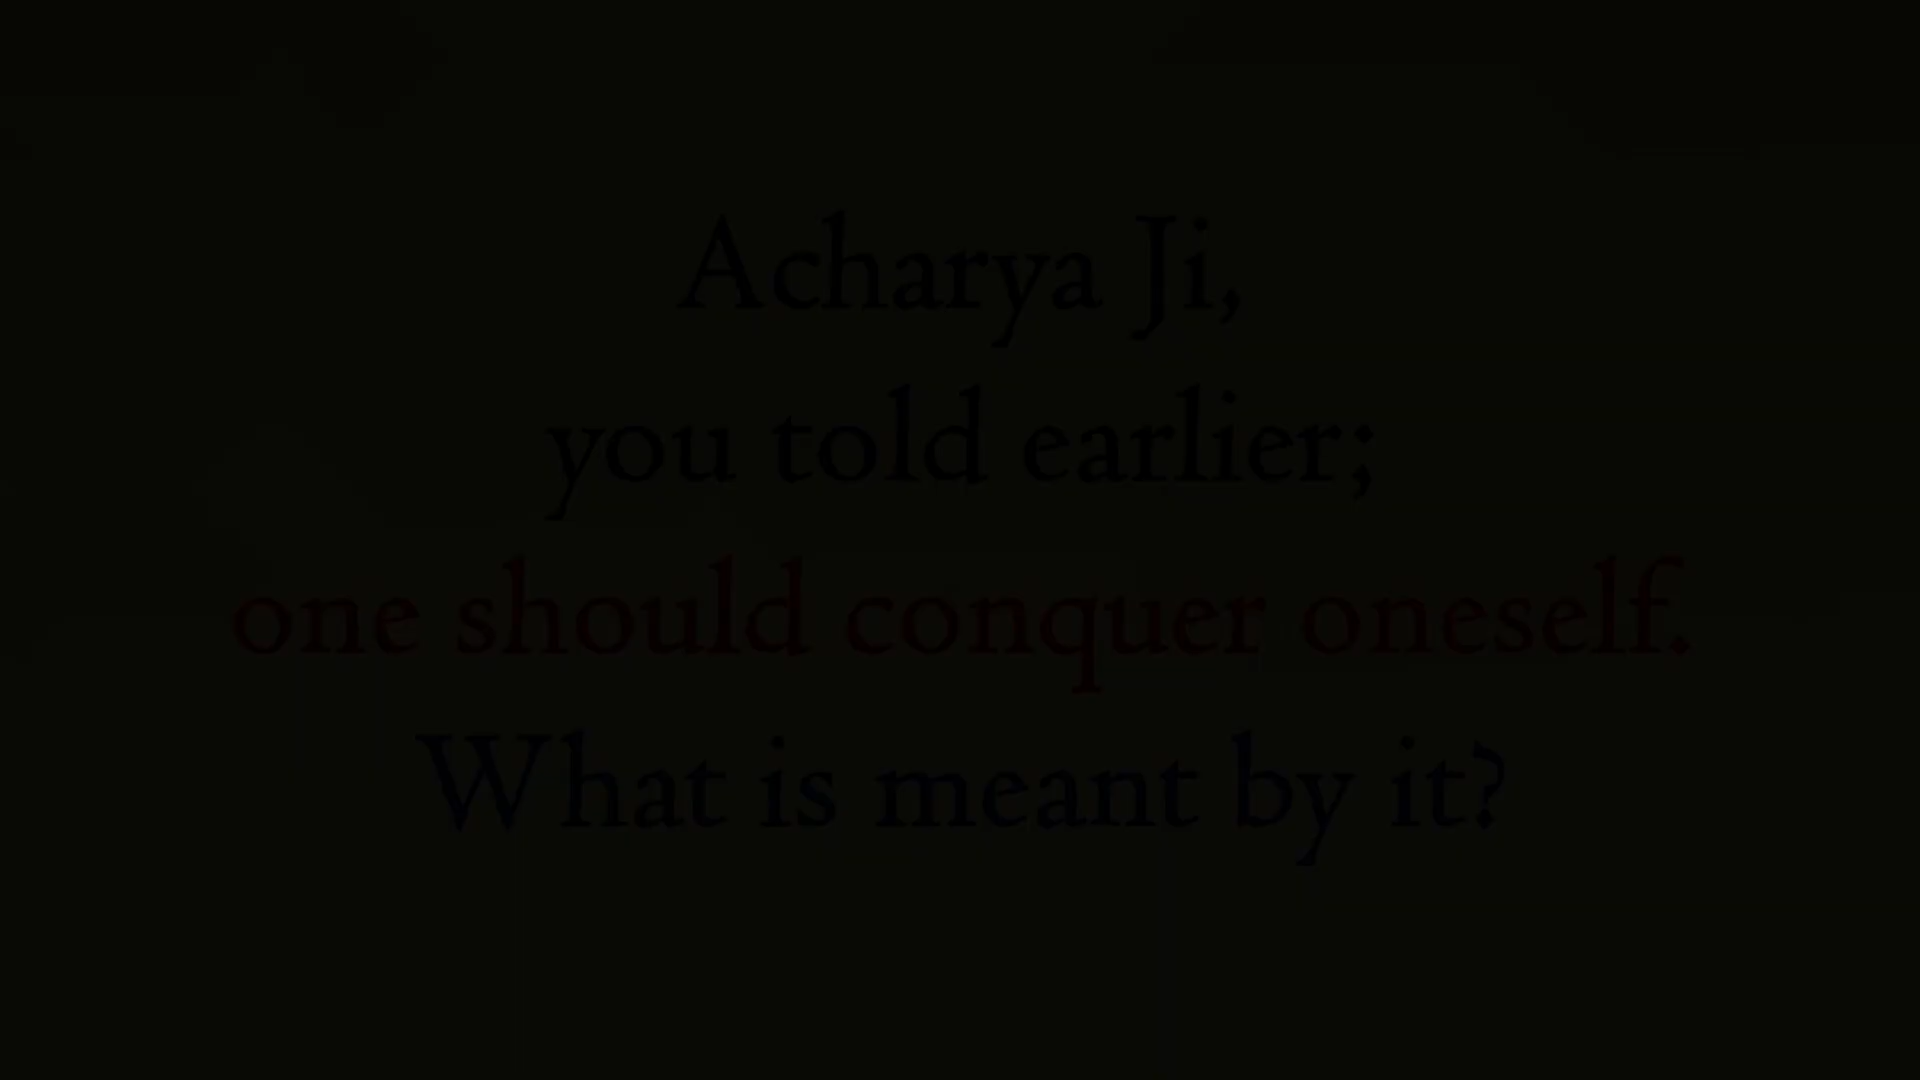 Acharya Ji,
you told earlier;
one should conquer oneself.
What is meant by it?